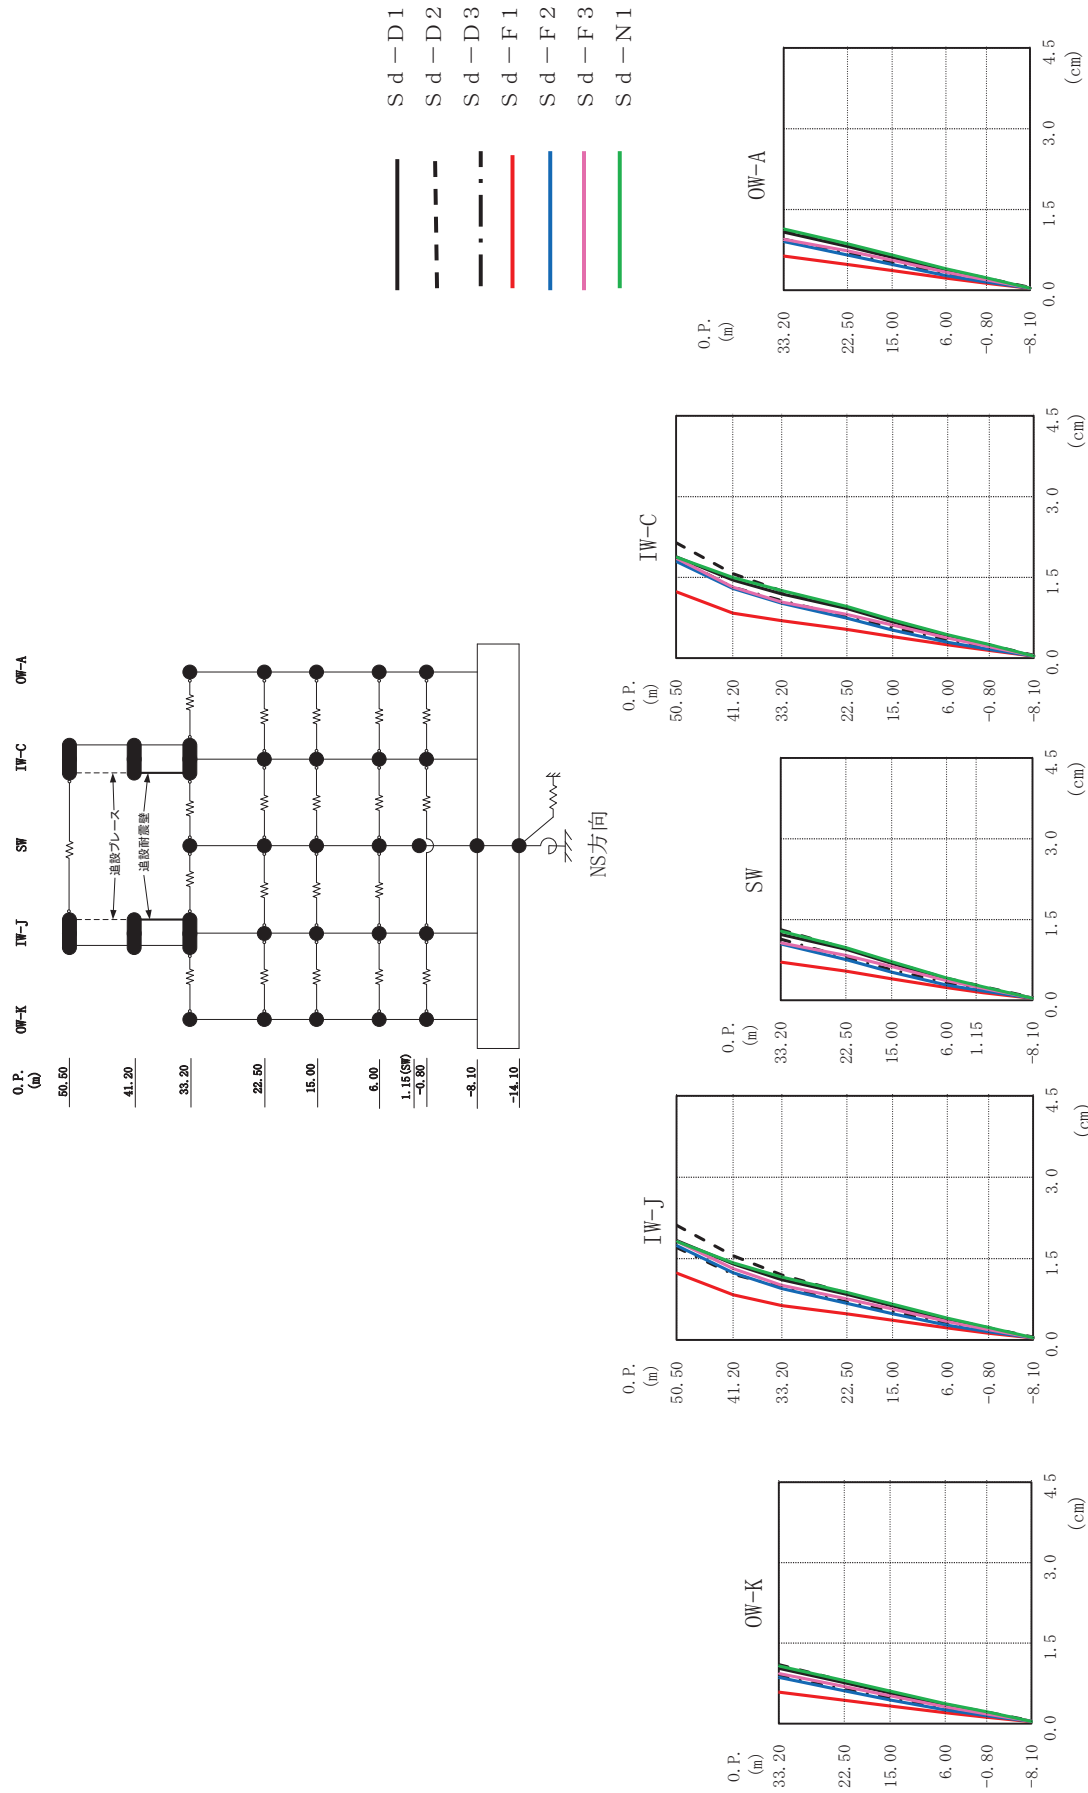 O.P.
(m)
50.50
41.20
33.20
22.50
15.00
6.00
1.15(SW)
-0.80
-8.10
-14.10
OW-K
IW-J
SW
IW-C
OW-A
追設ブレース
追設耐震壁
NS方向
Sd-D1
Sd-D2
Sd-D3
Sd-F1
Sd-F2
Sd-F3
Sd-N1
OW-K
O.P.
(m)
33.20
22.50
15.00
6.00
-0.80
-8.10
0.0
1.5
3.0
4.5
(cm)
IW-J
O.P.
(m)
50.50
41.20
33.20
22.50
15.00
6.00
-0.80
-8.10
0.0
1.5
3.0
4.5
(cm)
SW
O.P.
(m)
33.20
22.50
15.00
6.00
1.15
-8.10
0.0
1.5
3.0
4.5
(cm)
IW-C
O.P.
(m)
50.50
41.20
33.20
22.50
15.00
6.00
-0.80
-8.10
0.0
1.5
3.0
4.5
(cm)
OW-A
O.P.
(m)
33.20
22.50
15.00
6.00
-0.80
-8.10
0.0
1.5
3.0
4.5
(cm)